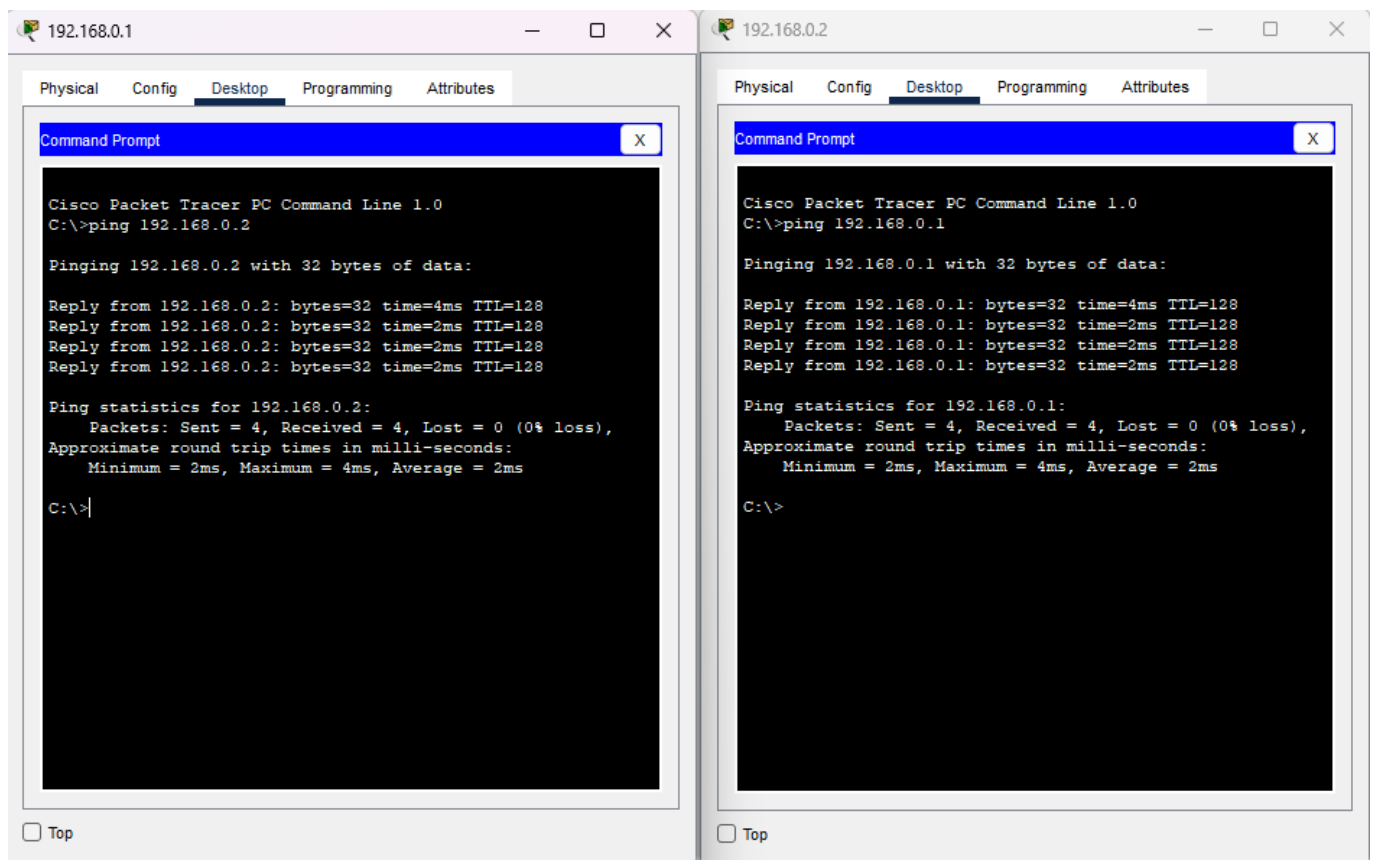 192.168.0.1
Physical Config Desktop Programming Attributes
Command Prompt X
Cisco Packet Tracer PC Command Line 1.0
C:\>ping 192.168.0.2
Pinging 192.168.0.2 with 32 bytes of data:
Reply from 192.168.0.2: bytes=32 time=4ms TTL=128
Reply from 192.168.0.2: bytes=32 time=2ms TTL=128
Reply from 192.168.0.2: bytes=32 time=2ms TTL=128
Reply from 192.168.0.2: bytes=32 time=2ms TTL=128
Ping statistics for 192.168.0.2:
Packets: Sent = 4, Received = 4, Lost = 0 (0% loss),
Approximate round trip times in milli-seconds:
Minimum = 2ms, Maximum = 4ms, Average = 2ms
C:\>
Top
192.168.0.2
Physical Config Desktop Programming Attributes
Command Prompt X
Cisco Packet Tracer PC Command Line 1.0
C:\>ping 192.168.0.1
Pinging 192.168.0.1 with 32 bytes of data:
Reply from 192.168.0.1: bytes=32 time=4ms TTL=128
Reply from 192.168.0.1: bytes=32 time=2ms TTL=128
Reply from 192.168.0.1: bytes=32 time=2ms TTL=128
Reply from 192.168.0.1: bytes=32 time=2ms TTL=128
Ping statistics for 192.168.0.1:
Packets: Sent = 4, Received = 4, Lost = 0 (0% loss),
Approximate round trip times in milli-seconds:
Minimum = 2ms, Maximum = 4ms, Average = 2ms
C:\>
Top